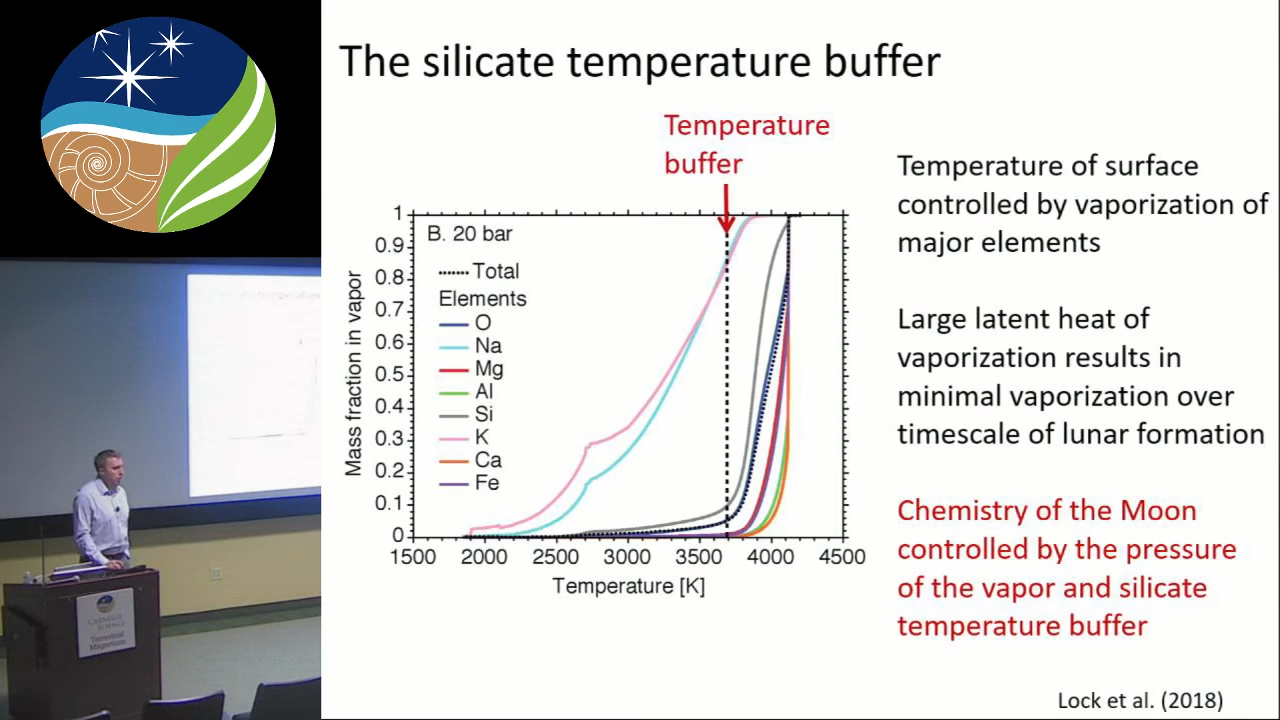 The silicate temperature buffer
Temperature
buffer
Temperature of surface
controlled by vaporization of
major elements
Large latent heat of
vaporization results in
minimal vaporization over
timescale of lunar formation
Chemistry of the Moon
controlled by the pressure
of the vapor and silicate
temperature buffer
B. 20 bar
Total
Elements
O
Na
Mg
Al
Si
K
Ca
Fe
Mass fraction in vapor
1
0.9
0.8
0.7
0.6
0.5
0.4
0.3
0.2
0.1
0
1500 2000 2500 3000 3500 4000 4500
Temperature [K]
Lock et al. (2018)
CARNEGIE
SCIENCE
Terrestrial
Magnetism